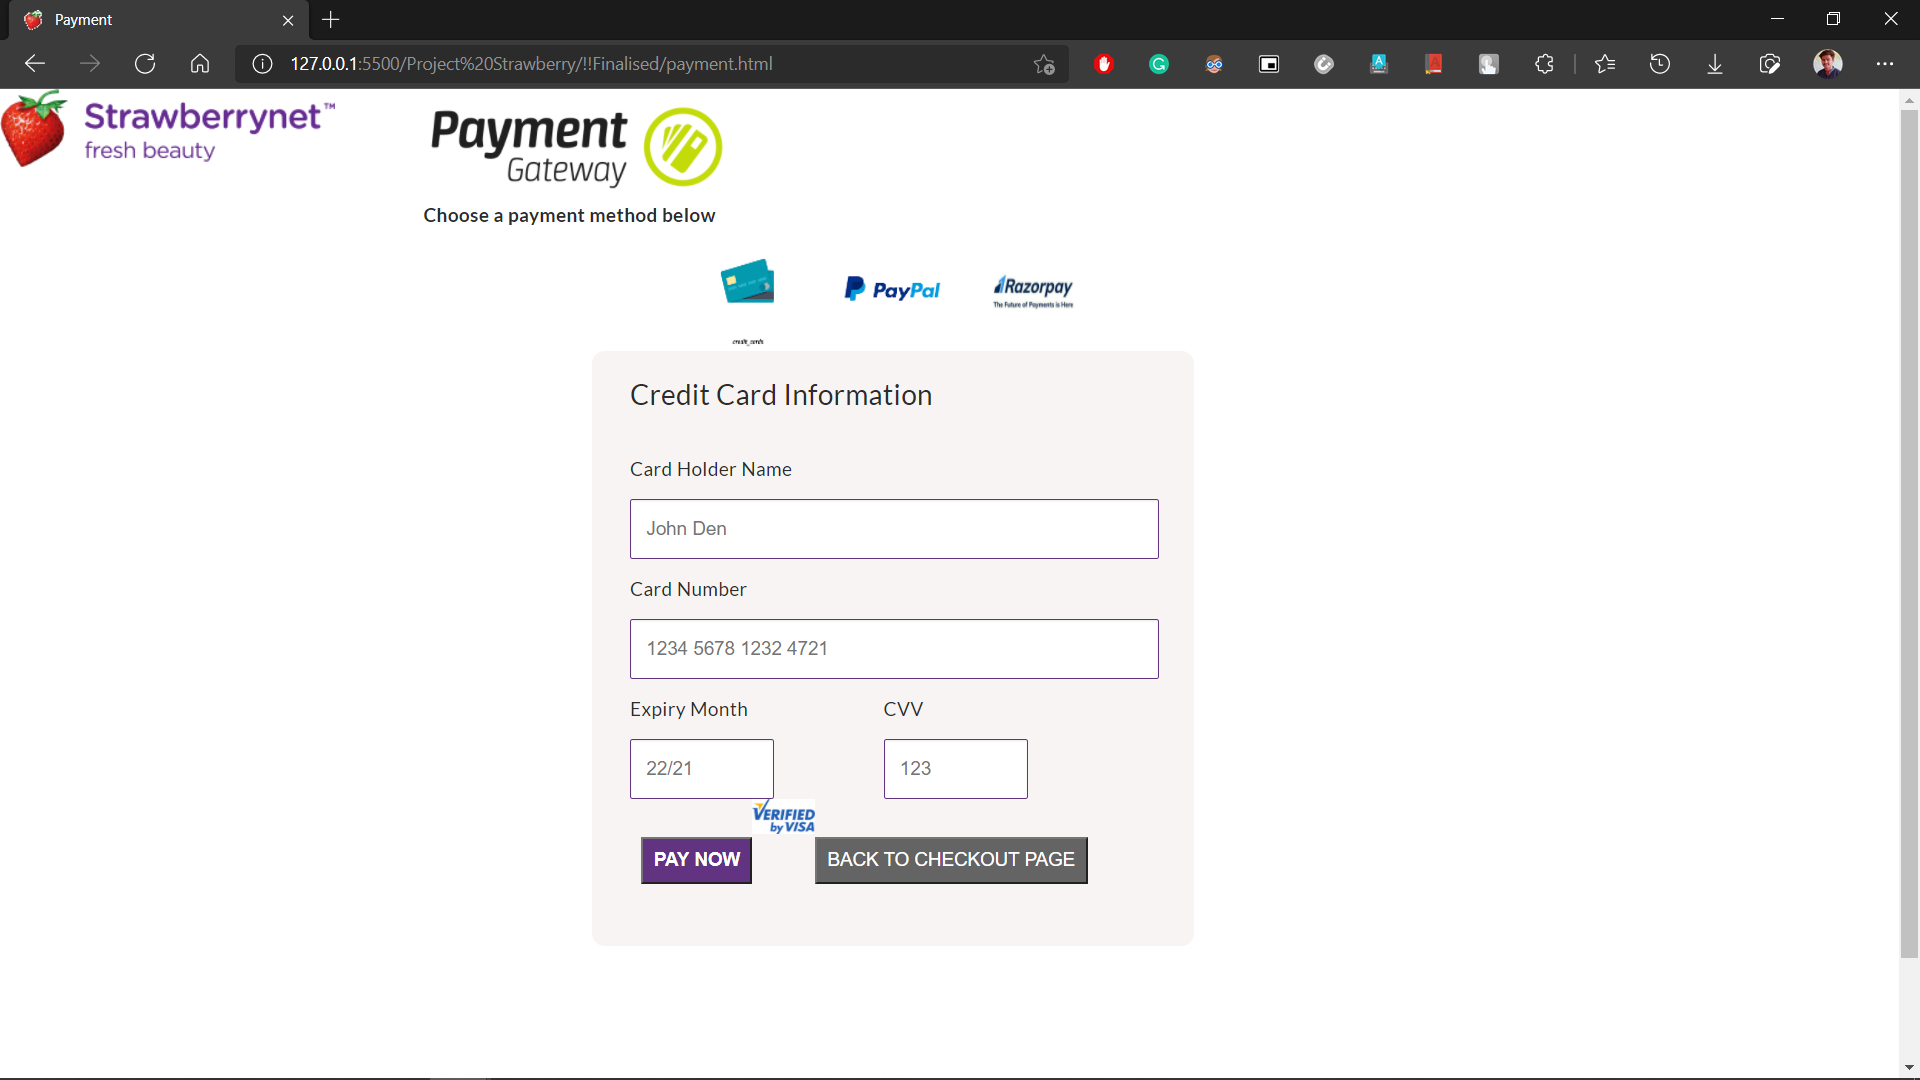 Payment
127.0.0.1:5500/Project%20Strawberry/!!Finalised/payment.html
Strawberrynet™
fresh beauty
Payment
Gateway
Choose a payment method below
PayPal
Razorpay
The Future of Payments is Here
credit_cards
Credit Card Information
Card Holder Name
John Den
Card Number
1234 5678 1232 4721
Expiry Month
CVV
22/21
123
VERIFIED
by VISA
PAY NOW
BACK TO CHECKOUT PAGE